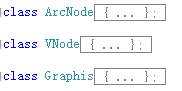 class ArcNode{ ... };
class VNode{ ... };
class Graphis{ ... };